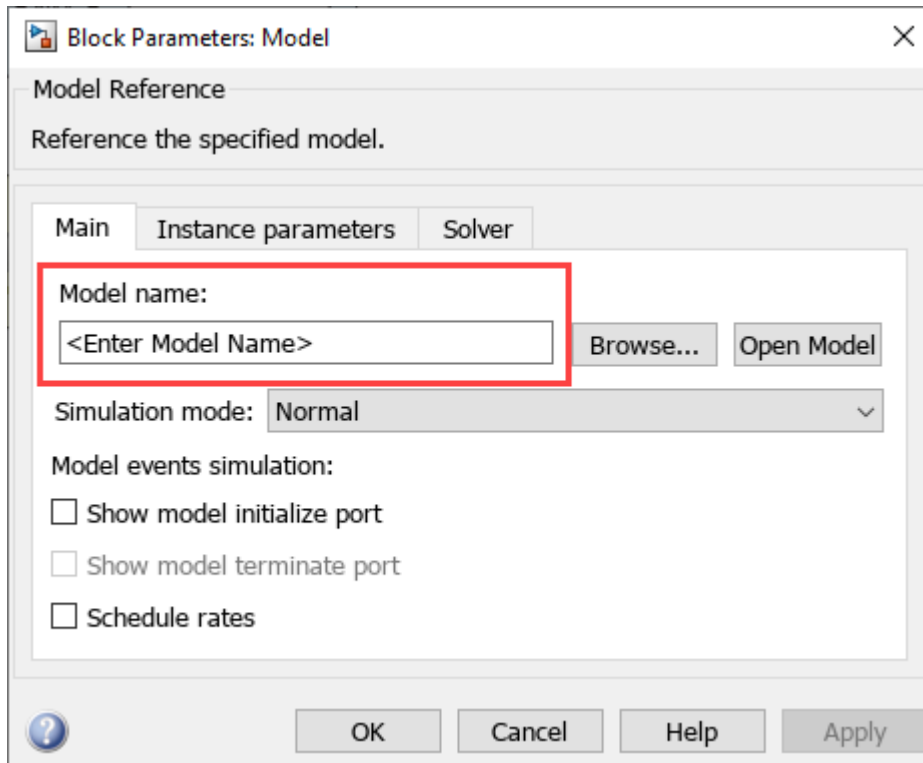 Block Parameters: Model
Model Reference
Reference the specified model.
Main Instance parameters Solver
Model name:
<Enter Model Name> Browse... Open Model
Simulation mode: Normal
Model events simulation:
Show model initialize port
Show model terminate port
Schedule rates
OK Cancel Help Apply